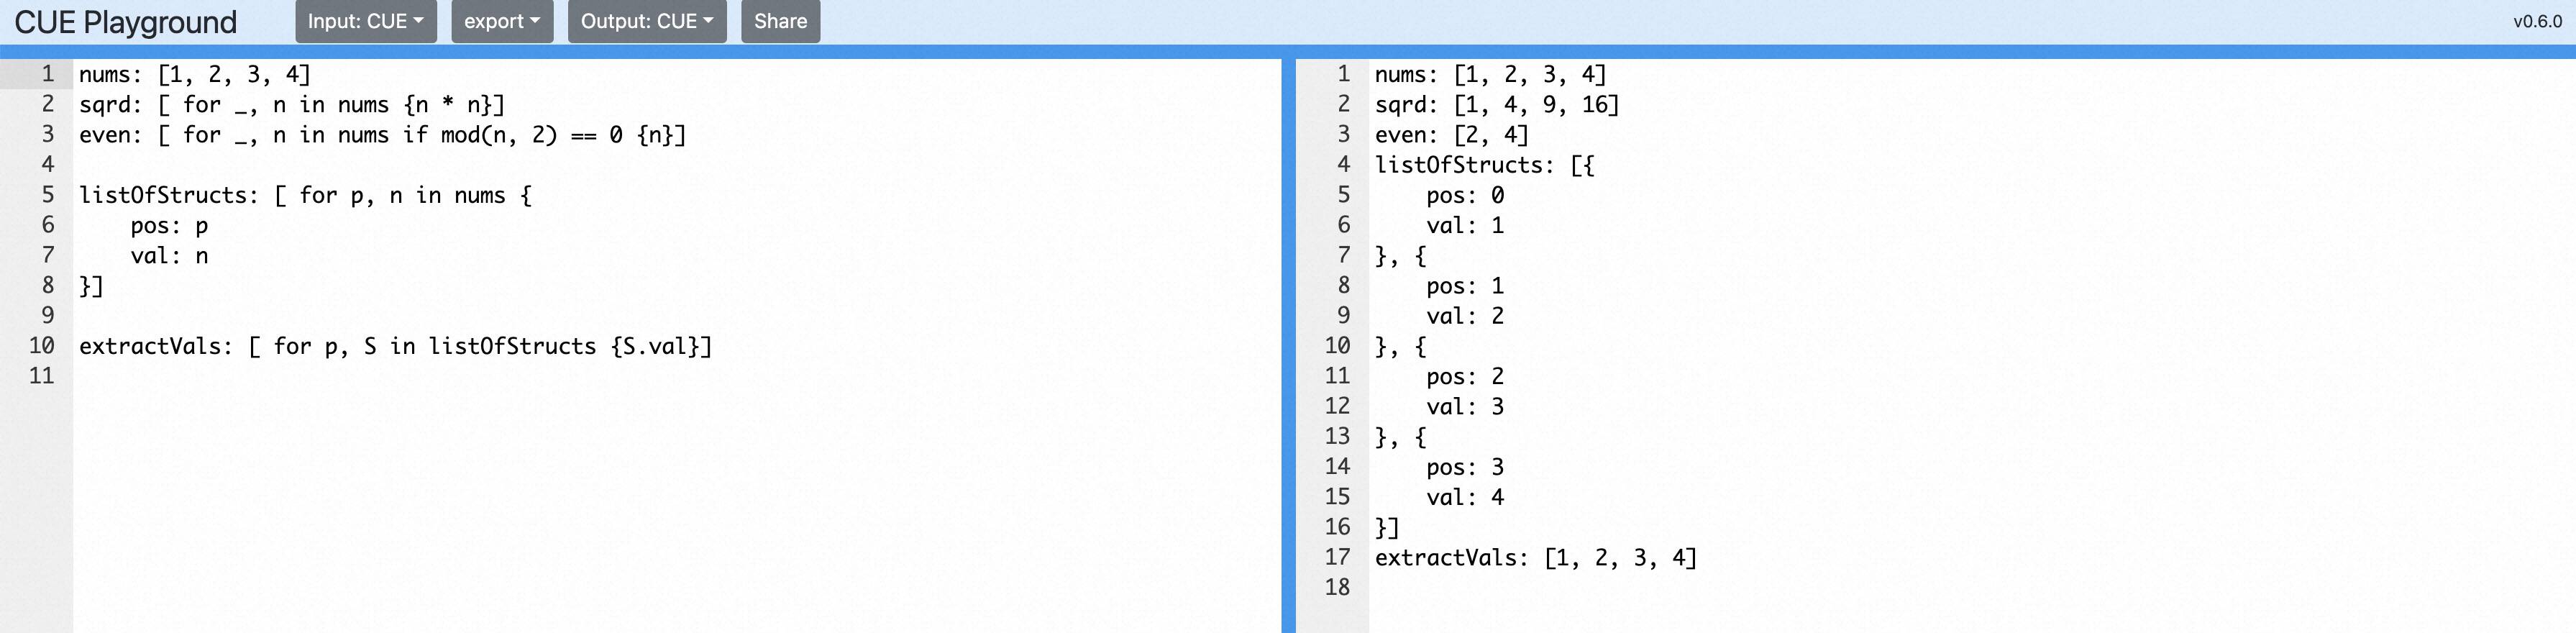 CUE Playground
Input: CUE
export
Output: CUE
Share
v0.6.0
1 nums: [1, 2, 3, 4]
2 sqrd: [ for _, n in nums {n * n}]
3 even: [ for _, n in nums if mod(n, 2) == 0 {n}]
4
5 listOfStructs: [ for p, n in nums {
6     pos: p
7     val: n
8 }]
9
10 extractVals: [ for p, S in listOfStructs {S.val}]
11
1 nums: [1, 2, 3, 4]
2 sqrd: [1, 4, 9, 16]
3 even: [2, 4]
4 listOfStructs: [{
5     pos: 0
6     val: 1
7 }, {
8     pos: 1
9     val: 2
10 }, {
11     pos: 2
12     val: 3
13 }, {
14     pos: 3
15     val: 4
16 }]
17 extractVals: [1, 2, 3, 4]
18